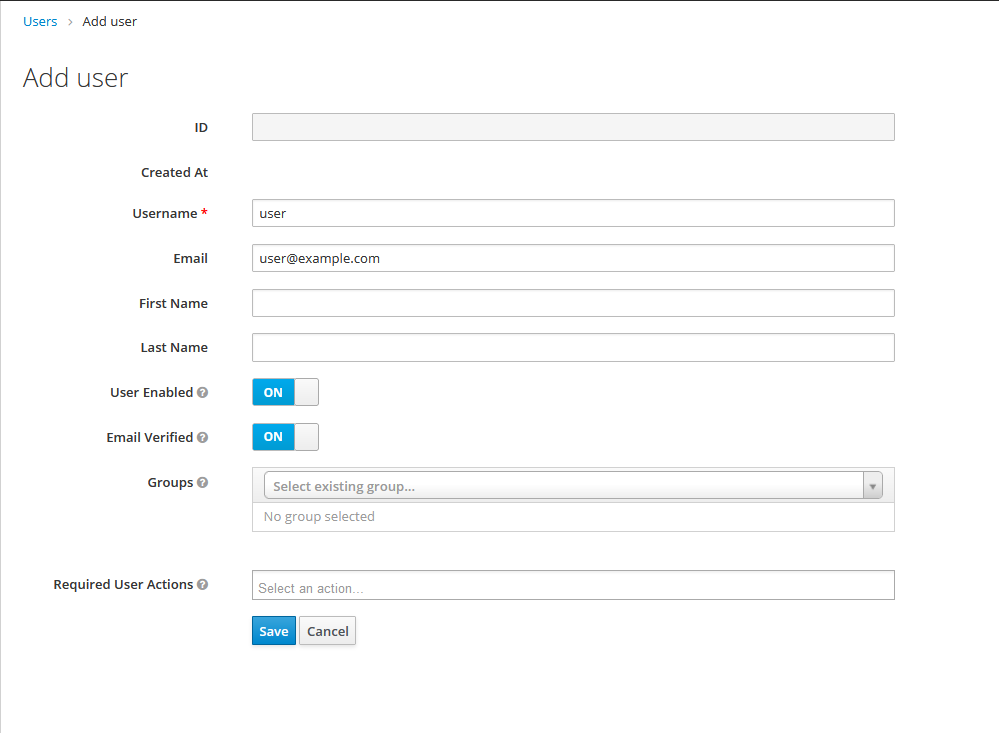 Users › Add user
Add user
ID
Created At
Username * user
Email user@example.com
First Name
Last Name
User Enabled ? ON
Email Verified ? ON
Groups ? Select existing group...
No group selected
Required User Actions ? Select an action...
Save Cancel